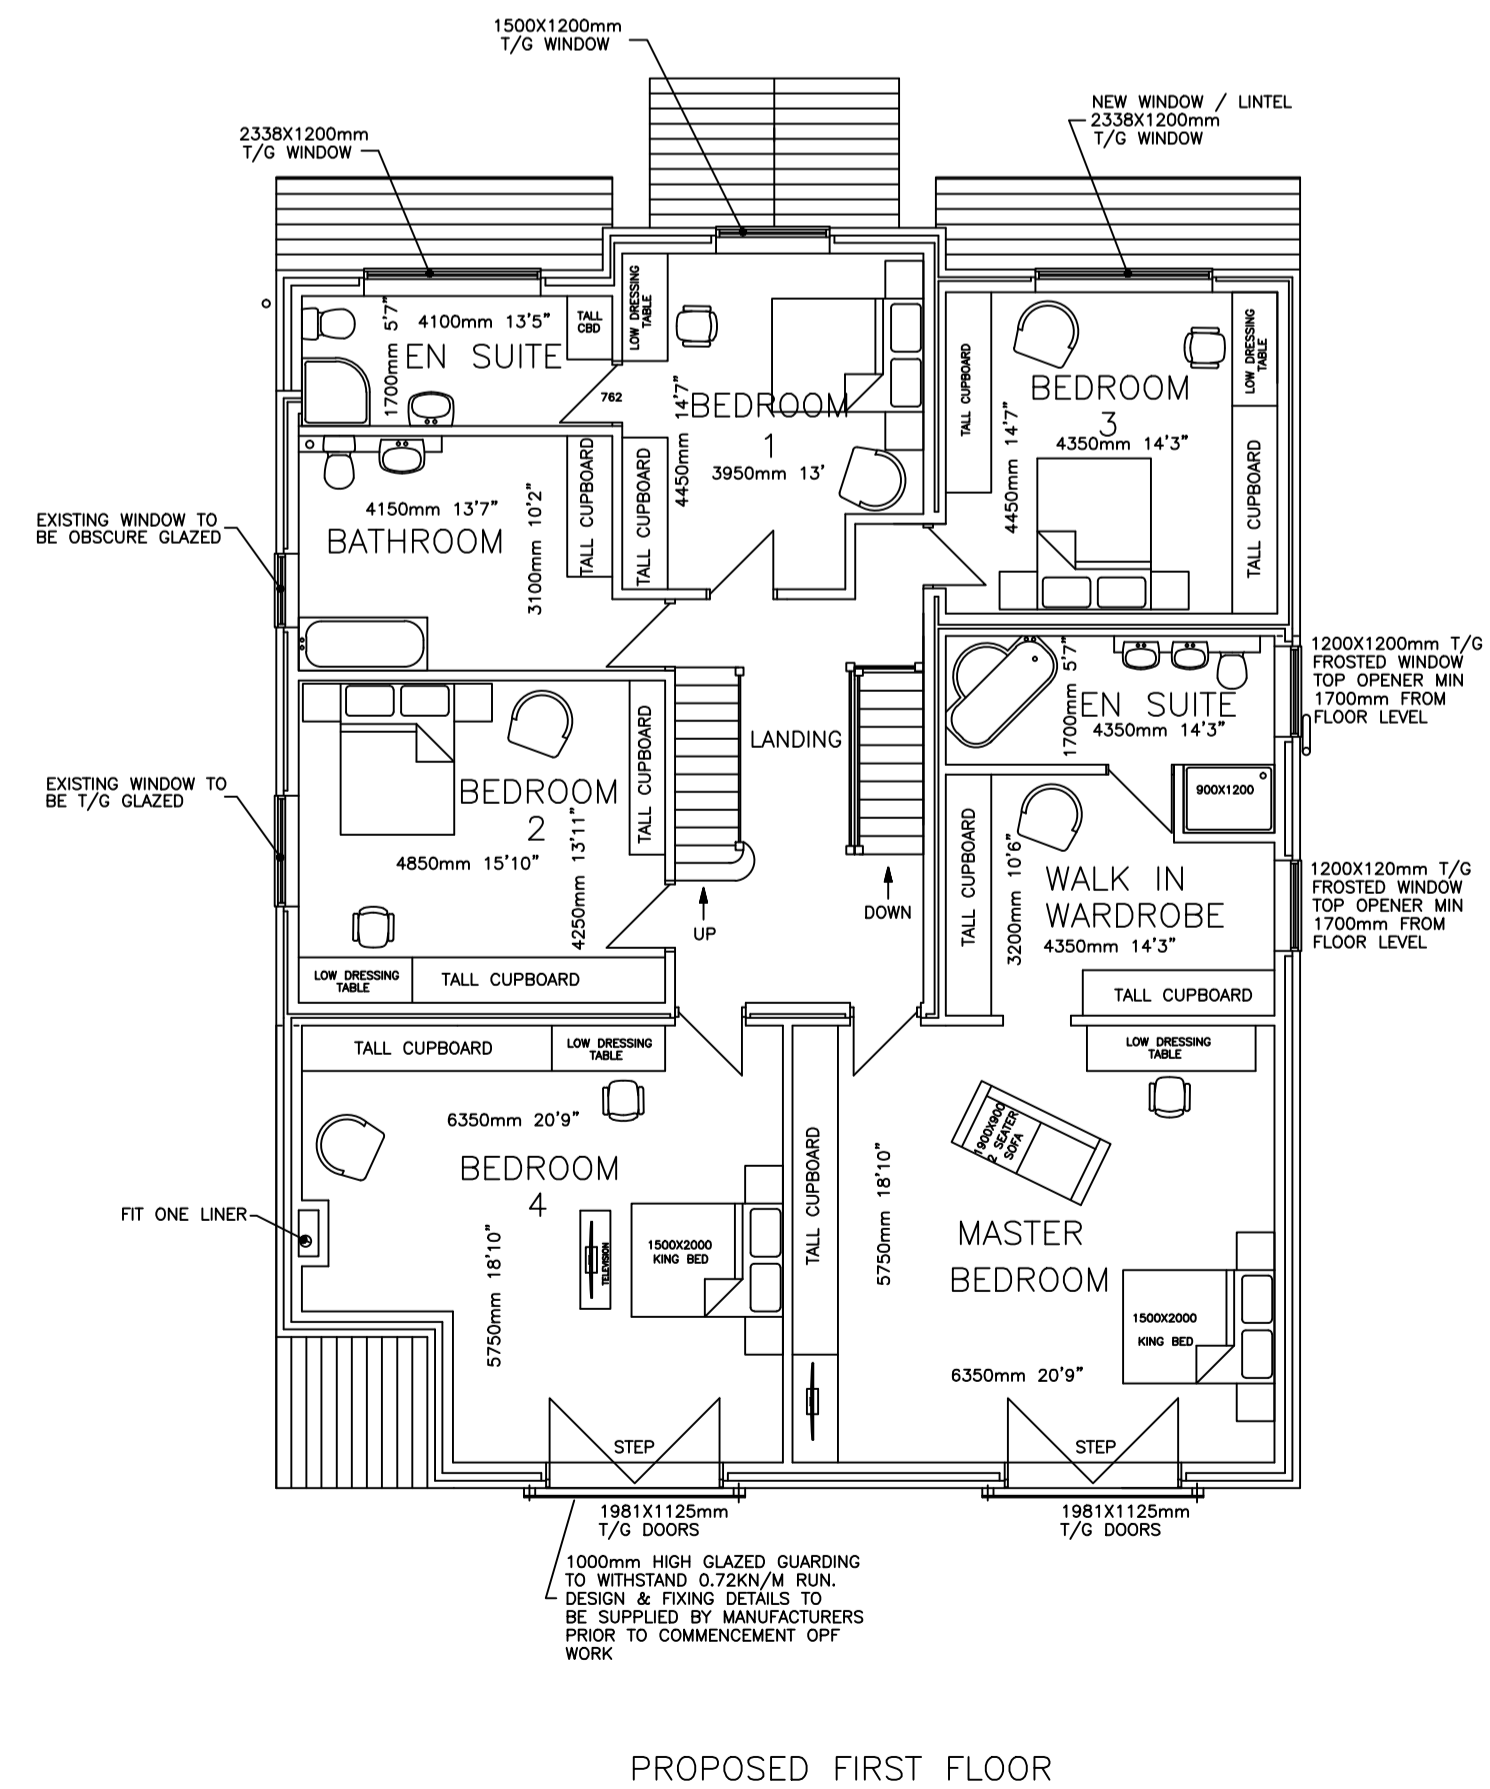 1500X1200mm
T/G WINDOW
NEW WINDOW / LINTEL
2338X1200mm
T/G WINDOW
2338X1200mm
T/G WINDOW
1700mm 5'7"
4100mm 13'5"
EN SUITE
TALL
CBD
762
LOW DRESSING
TABLE
4450mm 14'7"
BEDROOM
1
3950mm 13'
TALL CUPBOARD
TALL CUPBOARD
BEDROOM
3
4350mm 14'3"
4450mm 14'7"
LOW DRESSING
TABLE
TALL CUPBOARD
4150mm 13'7"
BATHROOM
3100mm 10'2"
TALL CUPBOARD
EXISTING WINDOW TO
BE OBSCURE GLAZED
1200X1200mm T/G
FROSTED WINDOW
TOP OPENER MIN
1700mm FROM
FLOOR LEVEL
1700mm 5'7"
EN SUITE
4350mm 14'3"
900X1200
LANDING
UP
DOWN
EXISTING WINDOW TO
BE T/G GLAZED
BEDROOM
2
4850mm 15'10"
4250mm 13'11"
TALL CUPBOARD
LOW DRESSING
TABLE
TALL CUPBOARD
TALL CUPBOARD
3200mm 10'6"
WALK IN
WARDROBE
4350mm 14'3"
TALL CUPBOARD
1200X120mm T/G
FROSTED WINDOW
TOP OPENER MIN
1700mm FROM
FLOOR LEVEL
TALL CUPBOARD
LOW DRESSING
TABLE
6350mm 20'9"
BEDROOM
4
5750mm 18'10"
TELEVISION
1500X2000
KING BED
FIT ONE LINER
STEP
TALL CUPBOARD
LOW DRESSING
TABLE
1900X900
2 SEATER
SOFA
5750mm 18'10"
MASTER
BEDROOM
1500X2000
KING BED
6350mm 20'9"
STEP
1981X1125mm
T/G DOORS
1981X1125mm
T/G DOORS
1000mm HIGH GLAZED GUARDING
TO WITHSTAND 0.72KN/M RUN.
DESIGN & FIXING DETAILS TO
BE SUPPLIED BY MANUFACTURERS
PRIOR TO COMMENCEMENT OPF
WORK
PROPOSED FIRST FLOOR